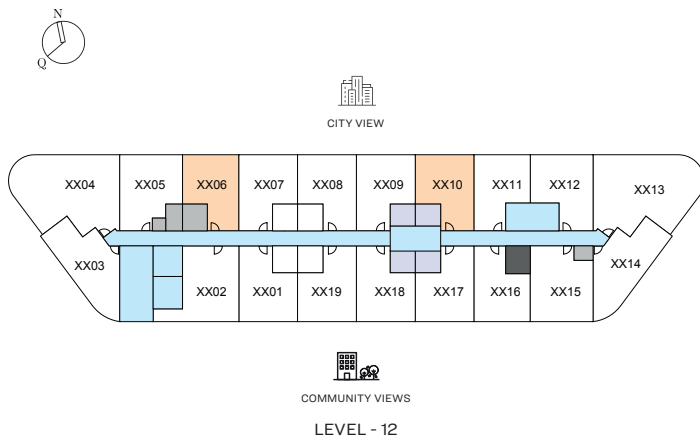 N
Q
CITY VIEW
XX04 XX05 XX06 XX07 XX08 XX09 XX10 XX11 XX12 XX13
XX03 XX14
XX02 XX01 XX19 XX18 XX17 XX16 XX15
COMMUNITY VIEWS
LEVEL - 12